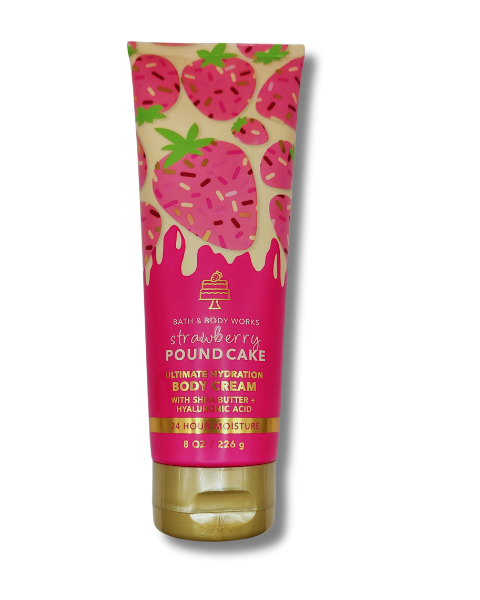 BATH & BODY WORKS
strawberry
POUND CAKE
ULTIMATE HYDRATION
BODY CREAM
WITH SHEA BUTTER +
HYALURONIC ACID
24 HOUR MOISTURE
8 OZ / 226 g